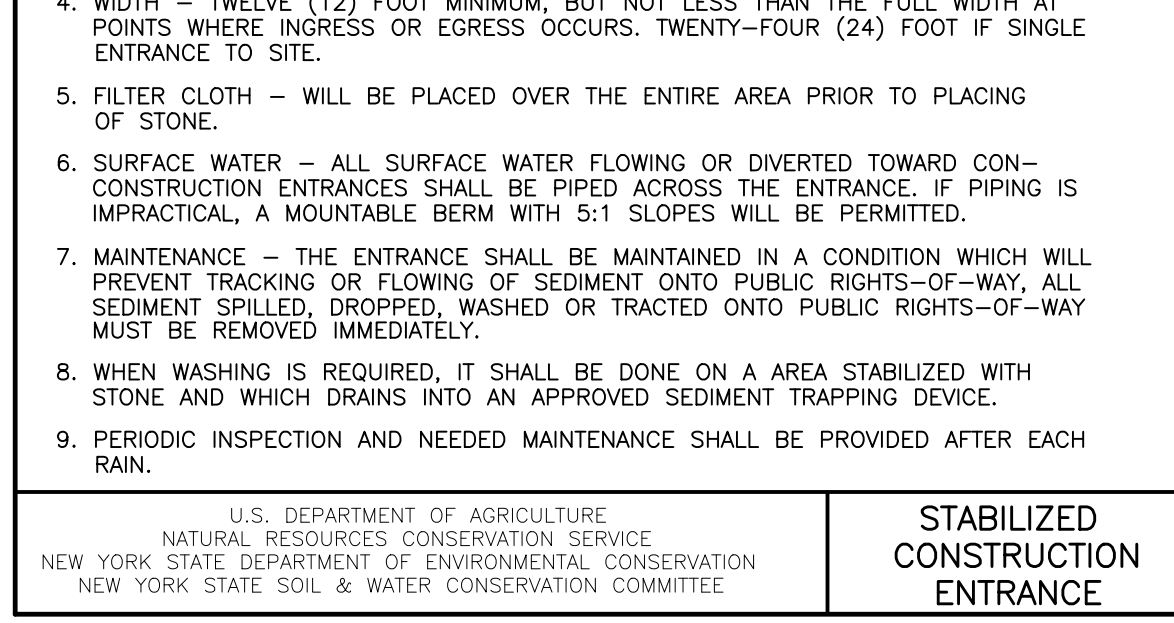 4. WIDTH – TWELVE (12) FOOT MINIMUM, BUT NOT LESS THAN THE FULL WIDTH AT
POINTS WHERE INGRESS OR EGRESS OCCURS. TWENTY–FOUR (24) FOOT IF SINGLE
ENTRANCE TO SITE.
5. FILTER CLOTH – WILL BE PLACED OVER THE ENTIRE AREA PRIOR TO PLACING
OF STONE.
6. SURFACE WATER – ALL SURFACE WATER FLOWING OR DIVERTED TOWARD CON–
CONSTRUCTION ENTRANCES SHALL BE PIPED ACROSS THE ENTRANCE. IF PIPING IS
IMPRACTICAL, A MOUNTABLE BERM WITH 5:1 SLOPES WILL BE PERMITTED.
7. MAINTENANCE – THE ENTRANCE SHALL BE MAINTAINED IN A CONDITION WHICH WILL
PREVENT TRACKING OR FLOWING OF SEDIMENT ONTO PUBLIC RIGHTS–OF–WAY, ALL
SEDIMENT SPILLED, DROPPED, WASHED OR TRACTED ONTO PUBLIC RIGHTS–OF–WAY
MUST BE REMOVED IMMEDIATELY.
8. WHEN WASHING IS REQUIRED, IT SHALL BE DONE ON A AREA STABILIZED WITH
STONE AND WHICH DRAINS INTO AN APPROVED SEDIMENT TRAPPING DEVICE.
9. PERIODIC INSPECTION AND NEEDED MAINTENANCE SHALL BE PROVIDED AFTER EACH
RAIN.
U.S. DEPARTMENT OF AGRICULTURE
NATURAL RESOURCES CONSERVATION SERVICE
NEW YORK STATE DEPARTMENT OF ENVIRONMENTAL CONSERVATION
NEW YORK STATE SOIL & WATER CONSERVATION COMMITTEE
STABILIZED
CONSTRUCTION
ENTRANCE